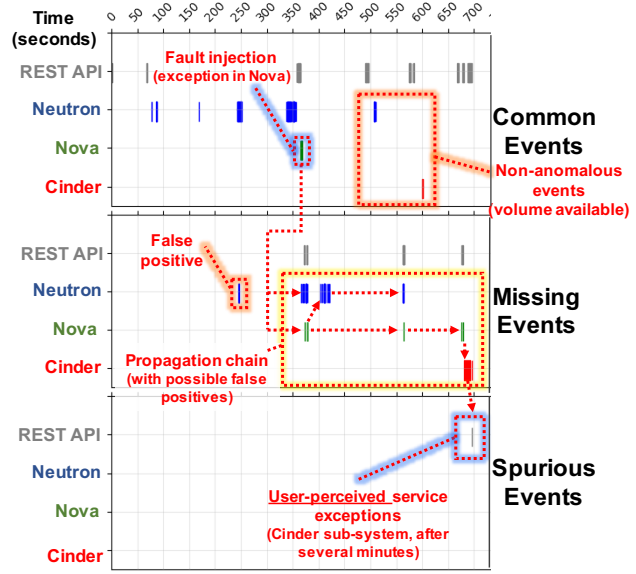 Time
(seconds)
0 50 100 150 200 250 300 350 400 450 500 550 600 650 700
REST API
Neutron
Nova
Cinder
Fault injection
(exception in Nova)
Common
Events
Non-anomalous
events
(volume available)
REST API
Neutron
Nova
Cinder
False
positive
Propagation chain
(with possible false
positives)
Missing
Events
REST API
Neutron
Nova
Cinder
User-perceived service
exceptions
(Cinder sub-system, after
several minutes)
Spurious
Events